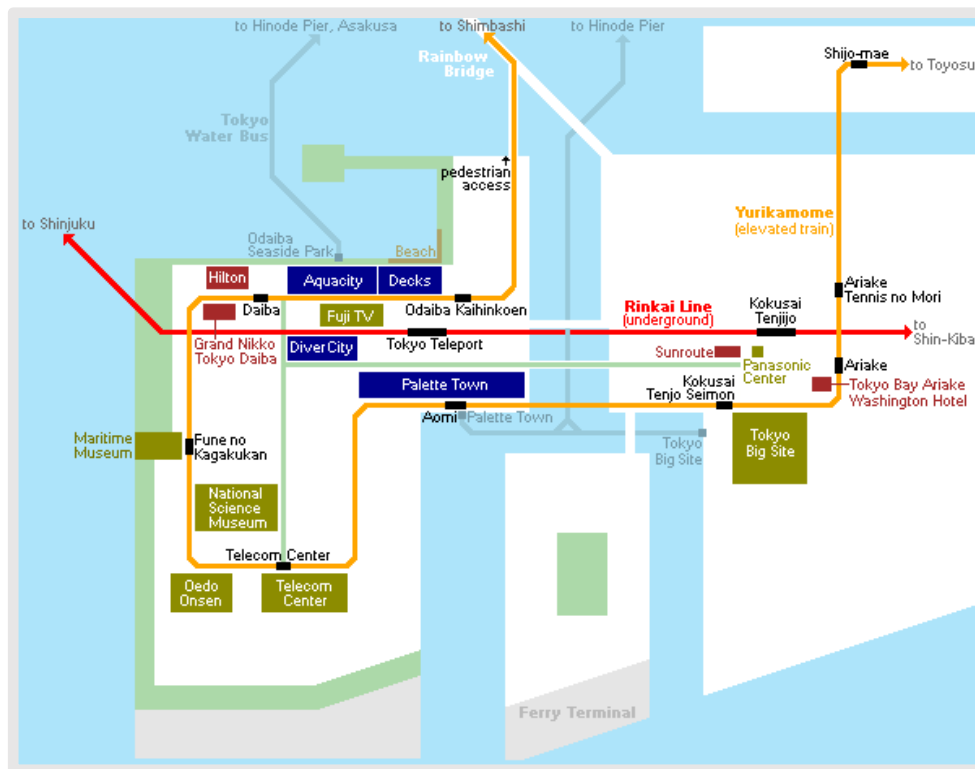 to Hinode Pier, Asakusa
to Shimbashi
to Hinode Pier
Rainbow
Bridge
Shijo-mae
to Toyosu
Tokyo
Water Bus
pedestrian
access
to Shinjuku
Yurikamome
(elevated train)
Odaiba
Seaside Park
Beach
Hilton
Aquacity
Decks
Ariake
Tennis no Mori
Daiba
Fuji TV
Odaiba Kaihinkoen
Rinkai Line
(underground)
Kokusai
Tenjijo
to
Shin-Kiba
Grand Nikko
Tokyo Daiba
DiverCity
Tokyo Teleport
Sunroute
Panasonic
Center
Ariake
Palette Town
Kokusai
Tenjo Seimon
Tokyo Bay Ariake
Washington Hotel
Aomi
Palette Town
Maritime
Museum
Fune no
Kagakukan
Tokyo
Big Site
Tokyo
Big Site
National
Science
Museum
Telecom Center
Oedo
Onsen
Telecom
Center
Ferry Terminal